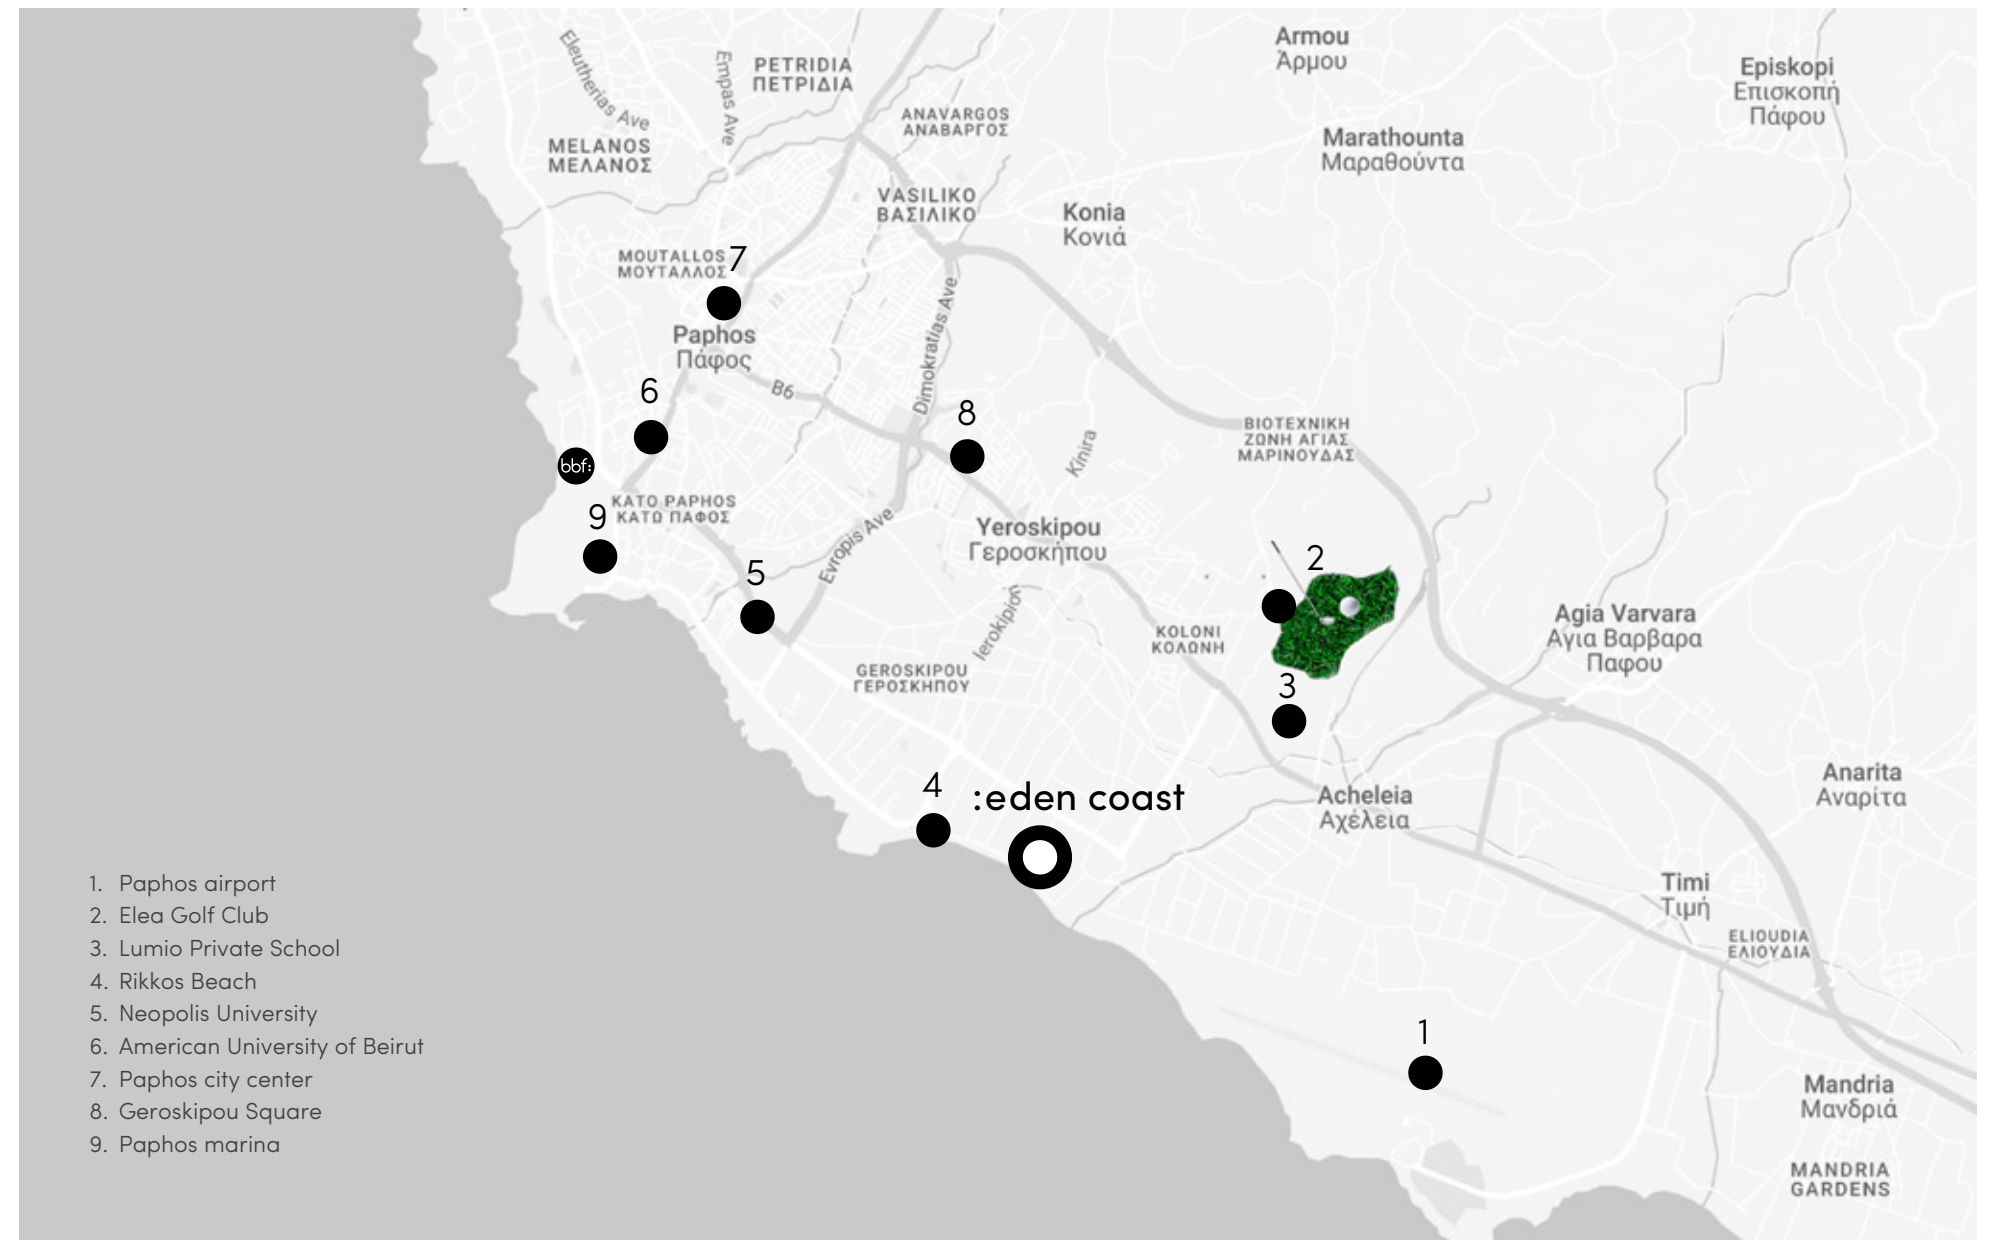 Armou
Άρμου
Eleutherias Ave
Empas Ave
PETRIDIA
ΠΕΤΡΙΔΙΑ
Episkopi
Επισκοπή
Πάφου
ANAVARGOS
ΑΝΑΒΑΡΓΟΣ
MELANOS
ΜΕΛΑΝΟΣ
Marathounta
Μαραθούντα
VASILIKO
ΒΑΣΙΛΙΚΟ
Konia
Κονιά
MOUTALLOS
ΜΟΥΤΑΛΛΟΣ
7
Paphos
Πάφος
Dimokratias Ave
B6
6
8
bbf:
Kinira
ΒΙΟΤΕΧΝΙΚΗ
ΖΩΝΗ ΑΓΙΑΣ
ΜΑΡΙΝΟΥΔΑΣ
KATO PAPHOS
ΚΑΤΩ ΠΑΦΟΣ
9
Evropis Ave
Yeroskipou
Γεροσκήπου
5
2
Ierokipion
KOLONI
ΚΟΛΩΝΗ
Agia Varvara
Αγια Βαρβαρα
Παφου
GEROSKIPOU
ΓΕΡΟΣΚΗΠΟΥ
3
4
:eden coast
Acheleia
Αχέλεια
Anarita
Αναρίτα
Timi
Τιμή
ELIOUDIA
ΕΛΙΟΥΔΙΑ
1
Mandria
Μανδριά
MANDRIA
GARDENS
1. Paphos airport
2. Elea Golf Club
3. Lumio Private School
4. Rikkos Beach
5. Neopolis University
6. American University of Beirut
7. Paphos city center
8. Geroskipou Square
9. Paphos marina